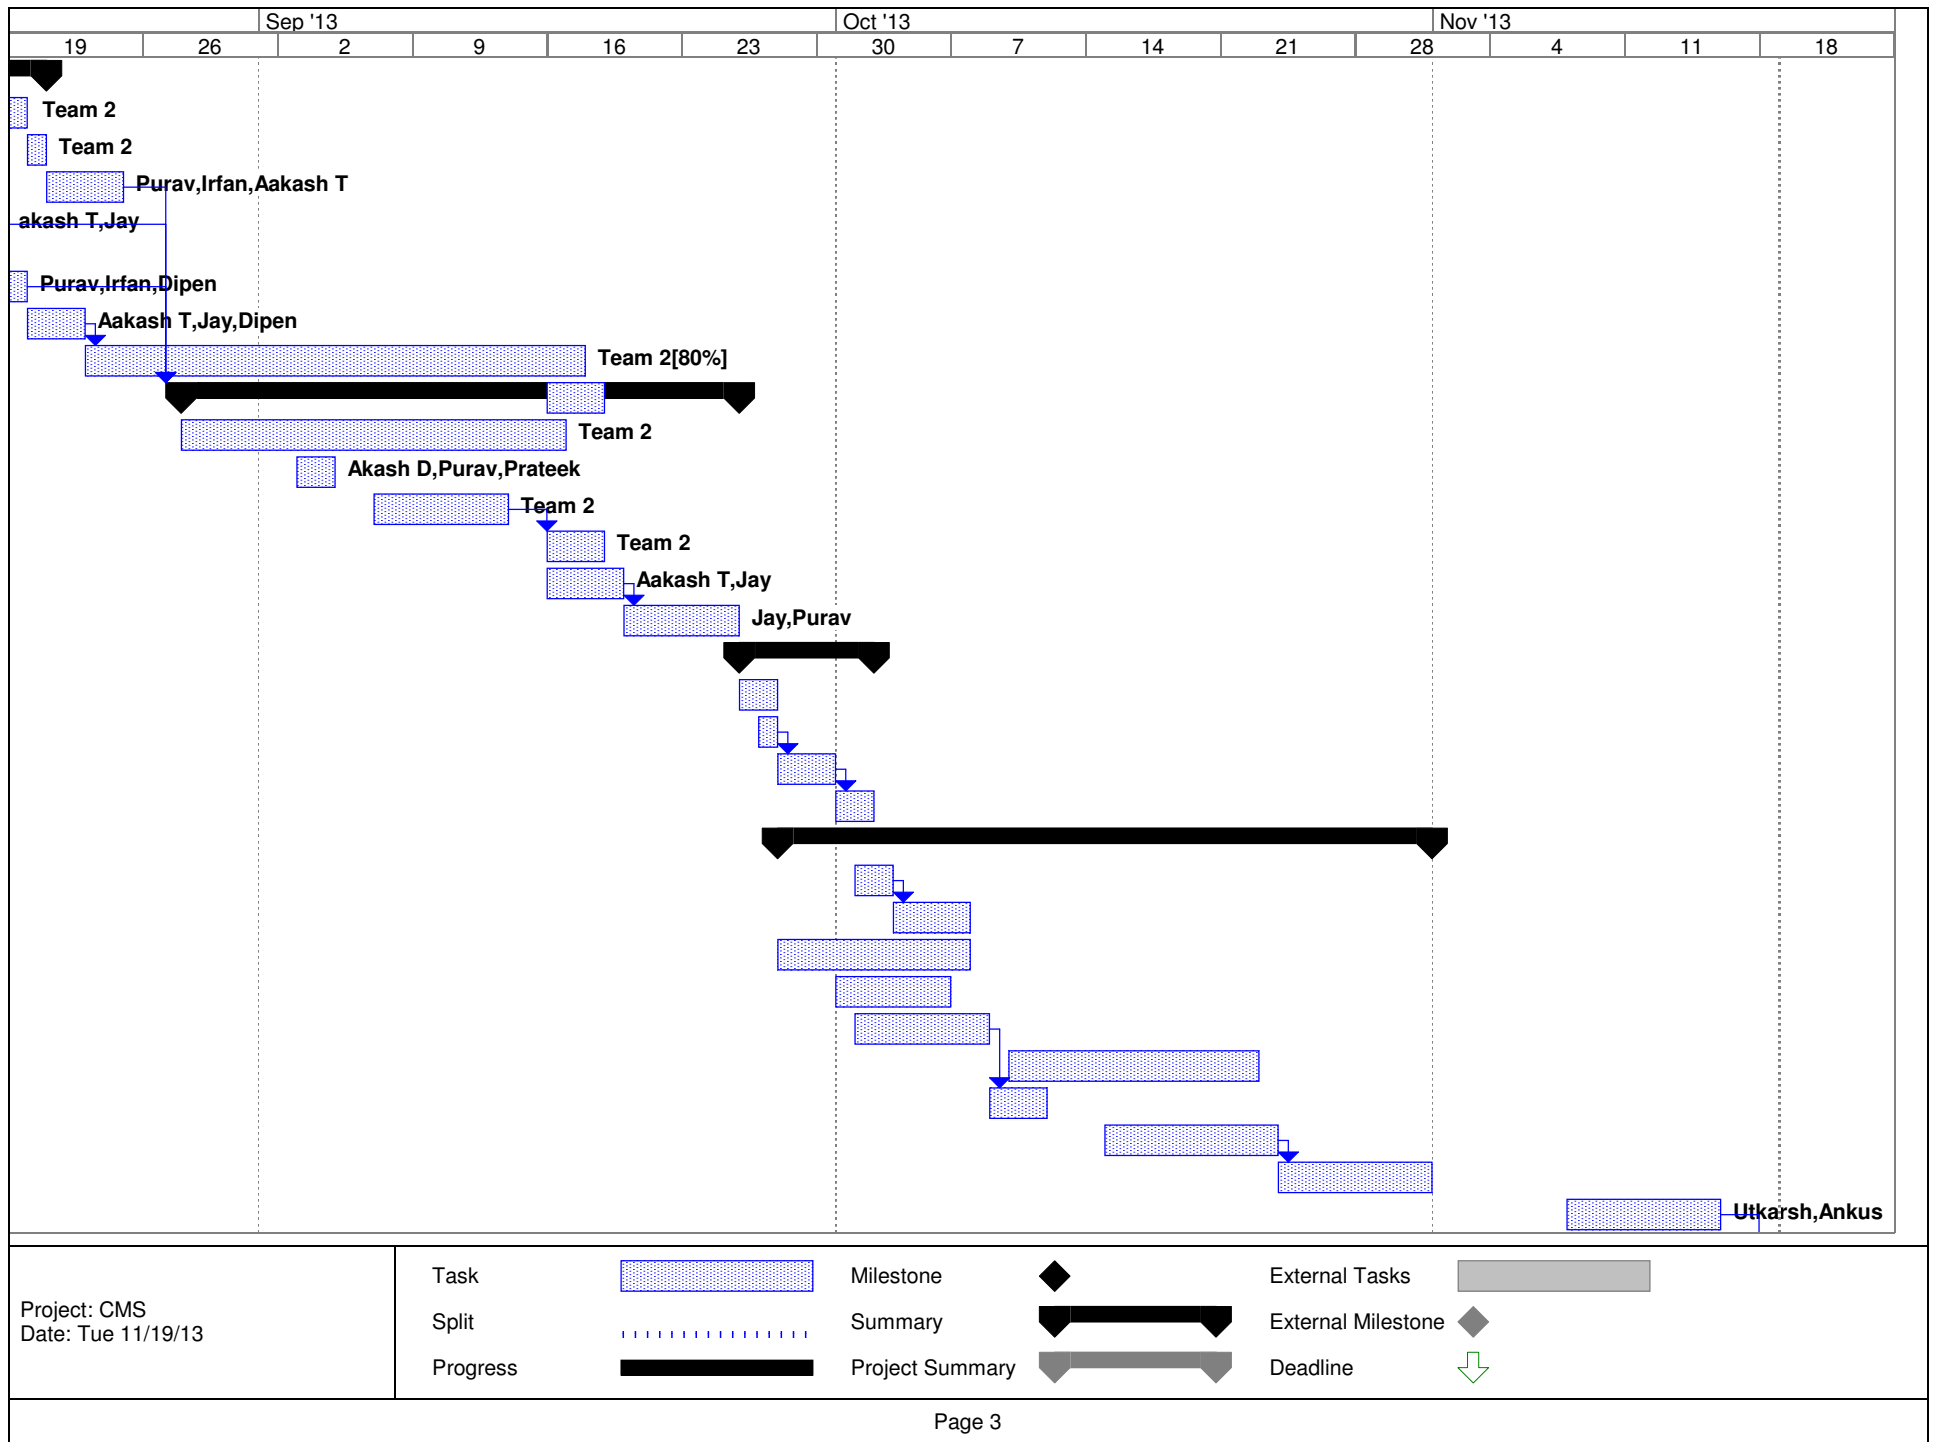 Sep '13 Oct '13 Nov '13
19 26 2 9 16 23 30 7 14 21 28 4 11 18
Team 2
Team 2
Purav,Irfan,Aakash T
akash T,Jay
Purav,Irfan,Dipen
Aakash T,Jay,Dipen
Team 2[80%]
Team 2
Akash D,Purav,Prateek
Team 2
Team 2
Aakash T,Jay
Jay,Purav
Utkarsh,Ankus
Project: CMS
Date: Tue 11/19/13
Task Milestone External Tasks
Split Summary External Milestone
Progress Project Summary Deadline
Page 3